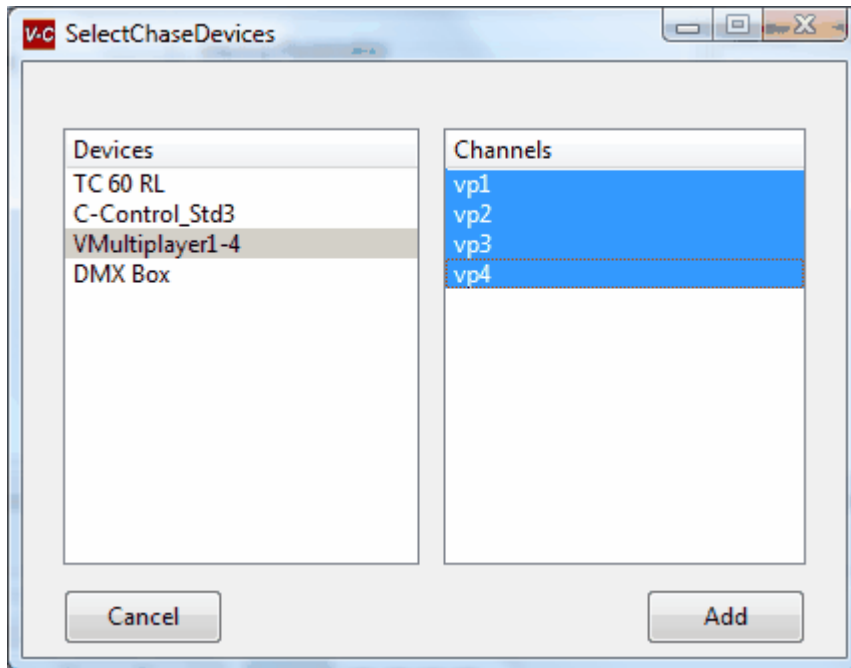 V-C SelectChaseDevices
Devices
TC 60 RL
C-Control_Std3
VMultiplayer1-4
DMX Box
Channels
vp1
vp2
vp3
vp4
Cancel
Add